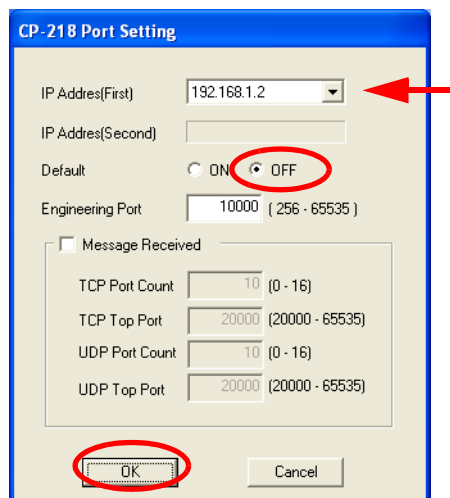 CP-218 Port Setting
IP Addres(First) 192.168.1.2
IP Addres(Second)
Default ON OFF
Engineering Port 10000 ( 256 - 65535 )
Message Received
TCP Port Count 10 (0 - 16)
TCP Top Port 20000 (20000 - 65535)
UDP Port Count 10 (0 - 16)
UDP Top Port 20000 (20000 - 65535)
OK Cancel